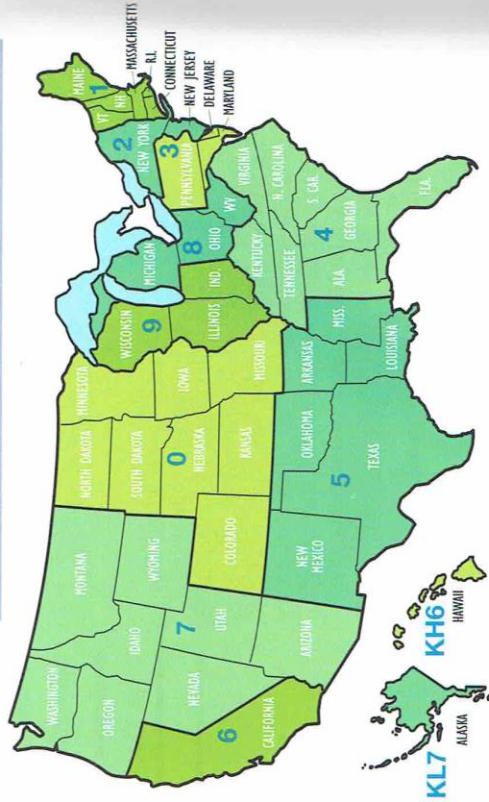 WASHINGTON
OREGON
MONTANA
IDAHO
WYOMING
NEVADA
7
UTAH
6
CALIFORNIA
ARIZONA
COLORADO
NORTH DAKOTA
SOUTH DAKOTA
0
NEBRASKA
KANSAS
MINNESOTA
IOWA
MISSOURI
NEW
MEXICO
OKLAHOMA
TEXAS
5
ARKANSAS
LOUISIANA
MISS.
WISCONSIN
9
ILLINOIS
IND.
MICHIGAN
8
OHIO
WV
KENTUCKY
TENNESSEE
VIRGINIA
N. CAROLINA
S. CAR.
4
GEORGIA
ALA.
FLA.
2
NEW YORK
3
PENNSYLVANIA
MAINE
1
VT
NH
MASSACHUSETTS
R.I.
CONNECTICUT
NEW JERSEY
DELAWARE
MARYLAND
KL7
ALASKA
KH6
HAWAII